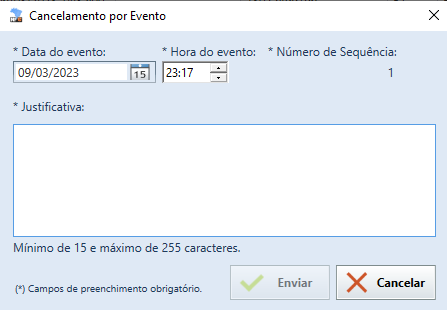 Cancelamento por Evento
* Data do evento: * Hora do evento: * Número de Sequência:
09/03/2023 15 23:17 1
* Justificativa:
Mínimo de 15 e máximo de 255 caracteres.
(*) Campos de preenchimento obrigatório. Enviar Cancelar